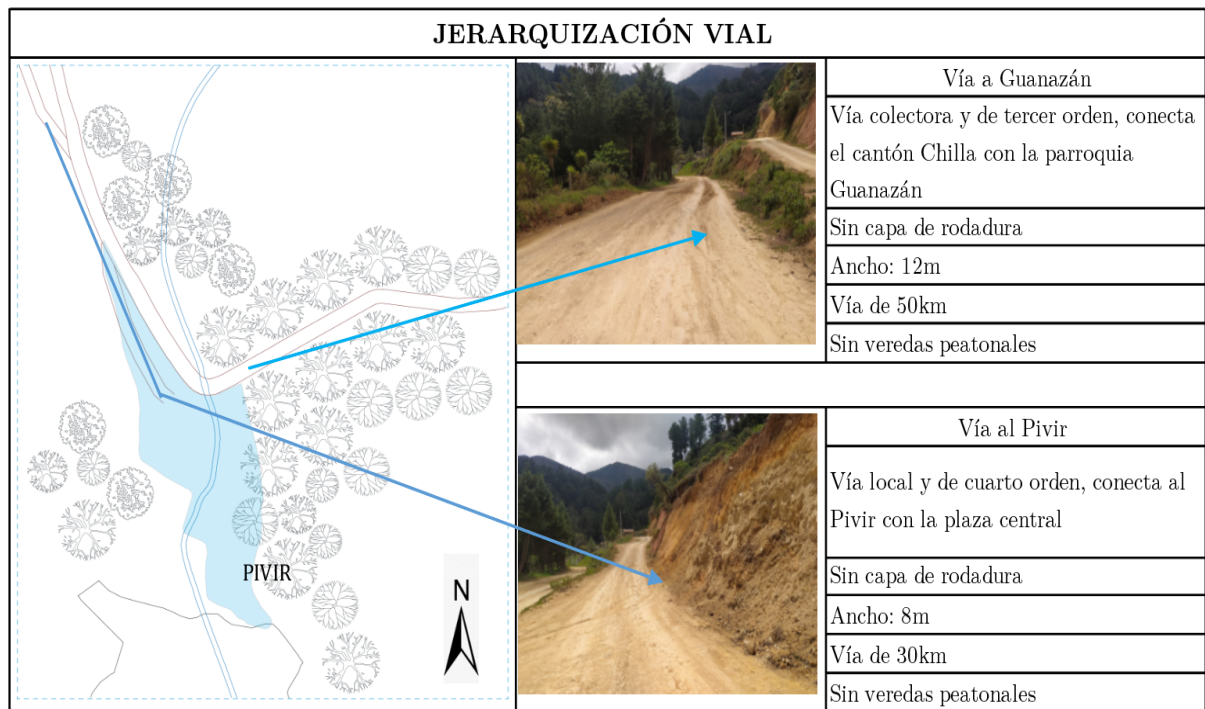 JERARQUIZACIÓN VIAL
Vía a Guanazán
Vía colectora y de tercer orden, conecta
el cantón Chilla con la parroquia
Guanazán
Sin capa de rodadura
Ancho: 12m
Vía de 50km
Sin veredas peatonales
Vía al Pivir
Vía local y de cuarto orden, conecta al
Pivir con la plaza central
Sin capa de rodadura
Ancho: 8m
Vía de 30km
Sin veredas peatonales
PIVIR
N